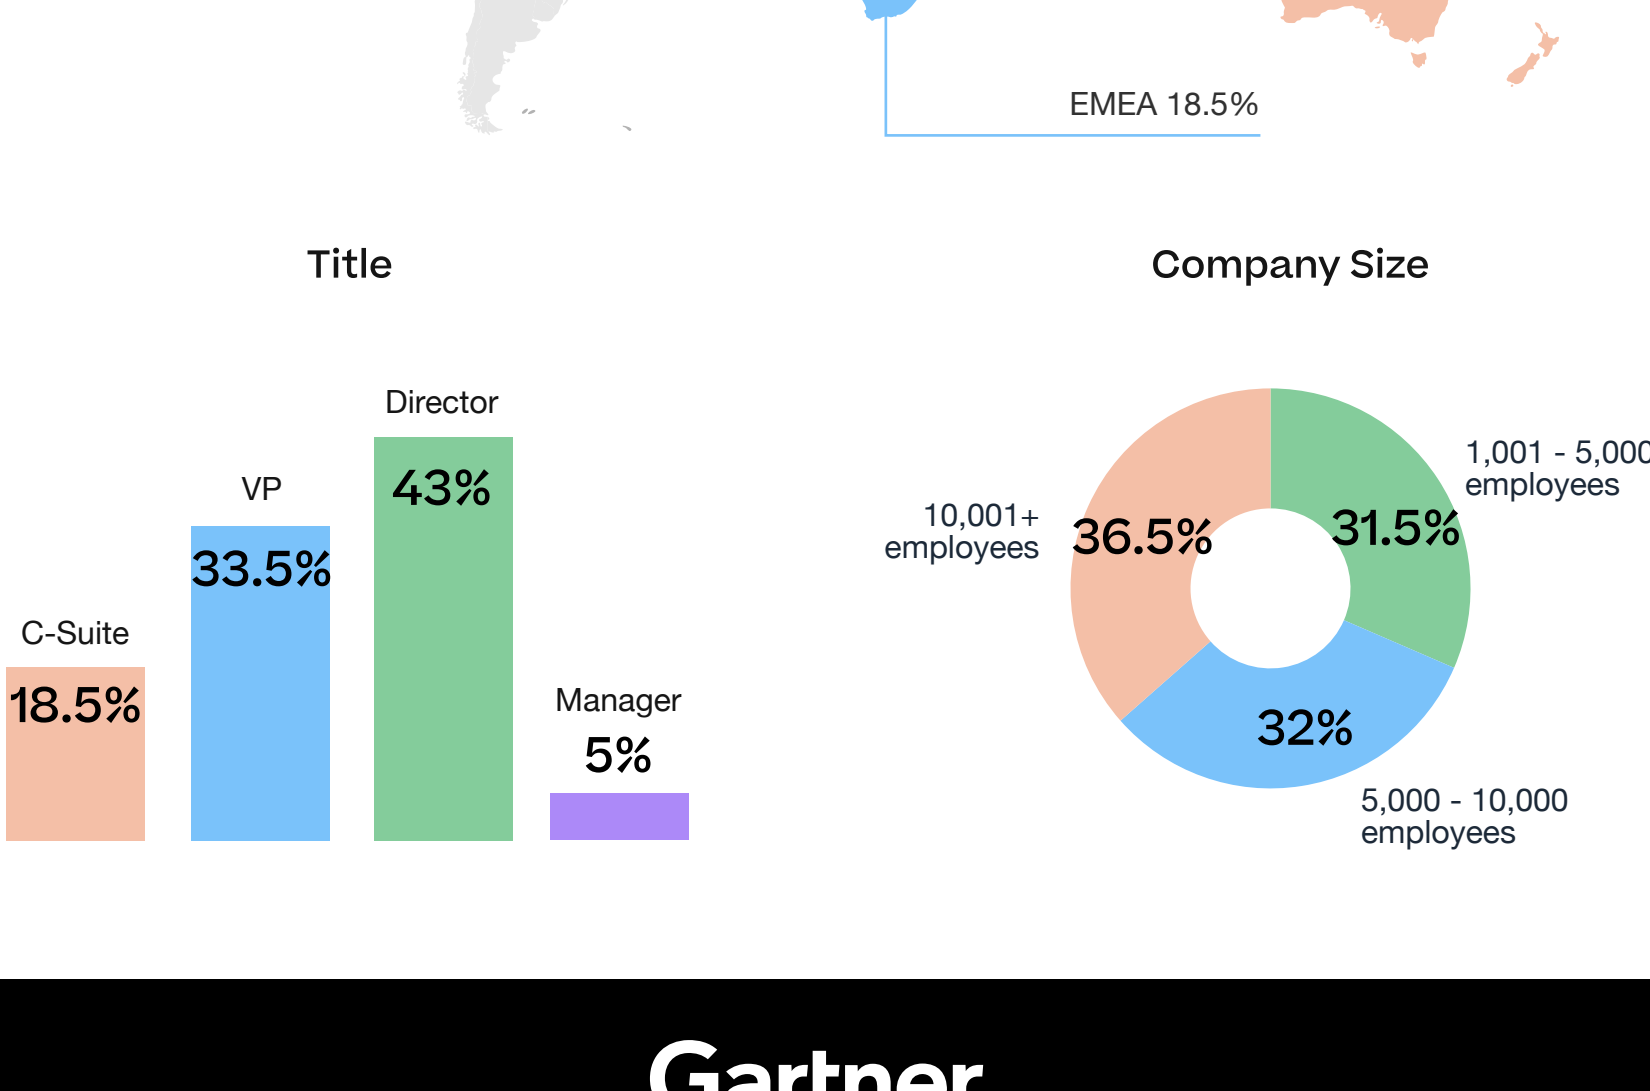 EMEA 18.5%
Title
Company Size
Director
43%
VP
33.5%
C-Suite
18.5%
Manager
5%
1,001 - 5,000
employees
31.5%
10,001+
employees
36.5%
32%
5,000 - 10,000
employees
Gartner